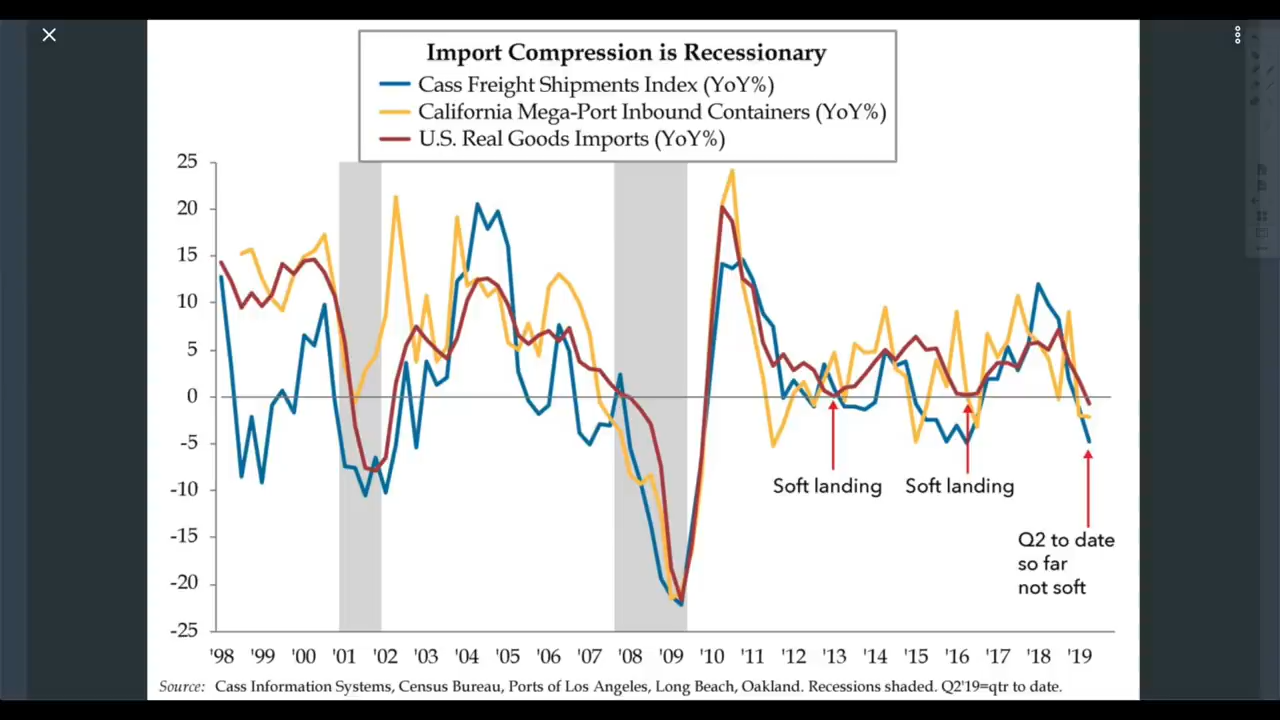 Import Compression is Recessionary
Cass Freight Shipments Index (YoY%)
California Mega-Port Inbound Containers (YoY%)
U.S. Real Goods Imports (YoY%)
25
20
15
10
5
0
-5
-10
-15
-20
-25
Soft landing
Soft landing
Q2 to date
so far
not soft
'98 '99 '00 '01 '02 '03 '04 '05 '06 '07 '08 '09 '10 '11 '12 '13 '14 '15 '16 '17 '18 '19
Source: Cass Information Systems, Census Bureau, Ports of Los Angeles, Long Beach, Oakland. Recessions shaded. Q2'19=qtr to date.